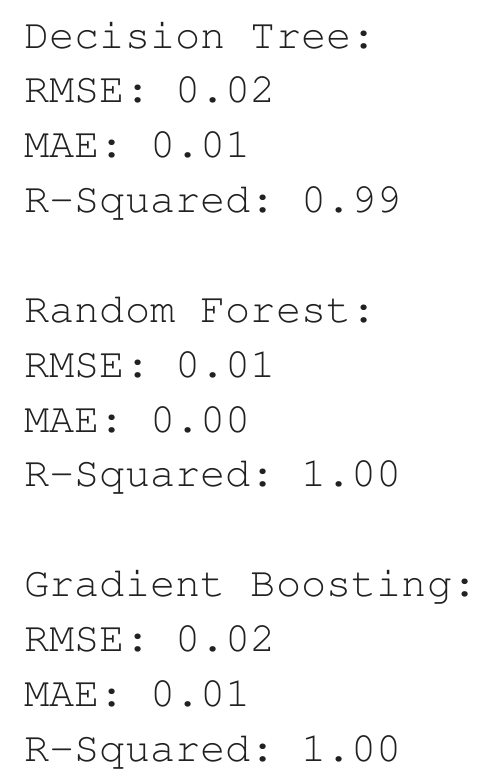 Decision Tree:
RMSE: 0.02
MAE: 0.01
R-Squared: 0.99
Random Forest:
RMSE: 0.01
MAE: 0.00
R-Squared: 1.00
Gradient Boosting:
RMSE: 0.02
MAE: 0.01
R-Squared: 1.00